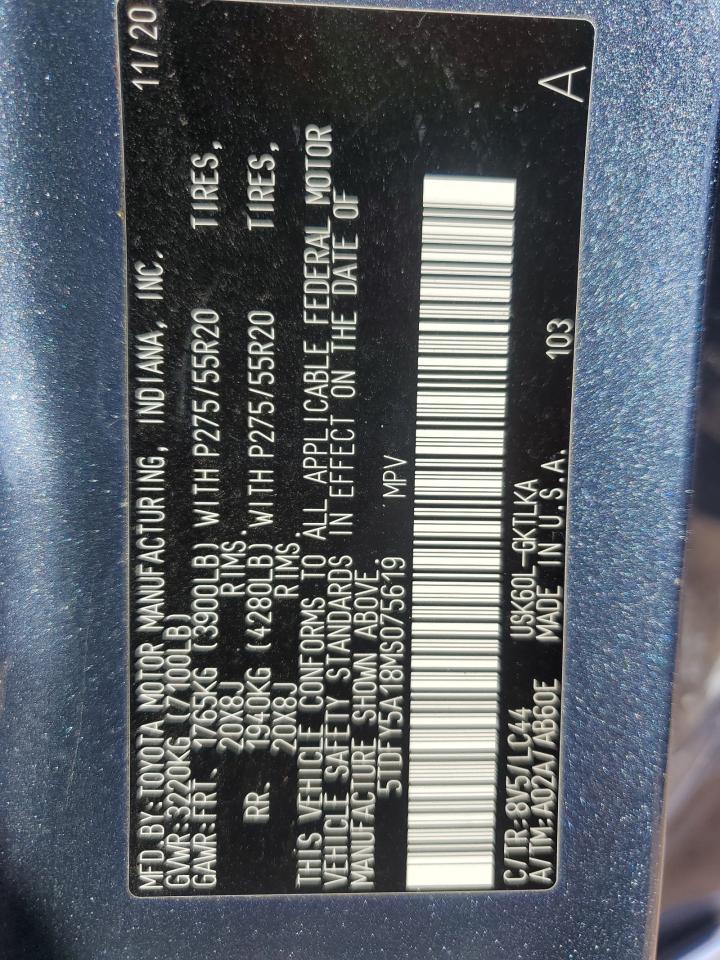 MFD.BY:TOYOTA MOTOR MANUFACTURING, INDIANA, INC. 11/20
GVWR:3220KG (7100LB)
GAWR:FRT. 1765KG (3900LB) WITH P275/55R20 TIRES,
20X8J RIMS.
RR. 1940KG (4280LB) WITH P275/55R20 TIRES,
20X8J RIMS
THIS VEHICLE CONFORMS TO ALL APPLICABLE FEDERAL MOTOR
VEHICLE SAFETY STANDARDS IN EFFECT ON THE DATE OF
MANUFACTURE SHOWN ABOVE.
5TDFY5A18MS075619 MPV
C/TR:8W5/LC44 USK60L-GKTLKA
A/TM:A02A/AB60E MADE IN U.S.A. 103 A